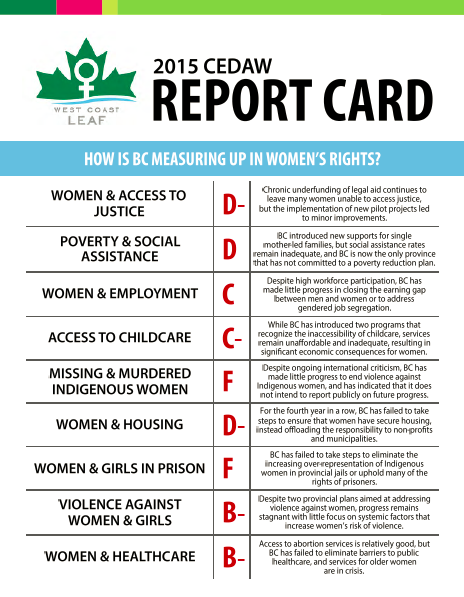 WEST COAST
LEAF
2015 CEDAW
REPORT CARD
HOW IS BC MEASURING UP IN WOMEN'S RIGHTS?
WOMEN & ACCESS TO
JUSTICE
D-
Chronic underfunding of legal aid continues to
leave many women unable to access justice,
but the implementation of new pilot projects led
to minor improvements.
POVERTY & SOCIAL
ASSISTANCE
D
BC introduced new supports for single
mother-led families, but social assistance rates
remain inadequate, and BC is now the only province
that has not committed to a poverty reduction plan.
WOMEN & EMPLOYMENT
C
Despite high workforce participation, BC has
made little progress in closing the earning gap
between men and women or to address
gendered job segregation.
ACCESS TO CHILDCARE
C-
While BC has introduced two programs that
recognize the inaccessibility of childcare, services
remain unaffordable and inadequate, resulting in
significant economic consequences for women.
MISSING & MURDERED
INDIGENOUS WOMEN
F
Despite ongoing international criticism, BC has
made little progress to end violence against
Indigenous women, and has indicated that it does
not intend to report publicly on future progress.
WOMEN & HOUSING
D-
For the fourth year in a row, BC has failed to take
steps to ensure that women have secure housing,
instead offloading the responsibility to non-profits
and municipalities.
WOMEN & GIRLS IN PRISON
F
BC has failed to take steps to eliminate the
increasing over-representation of Indigenous
women in provincial jails or uphold many of the
rights of prisoners.
VIOLENCE AGAINST
WOMEN & GIRLS
B-
Despite two provincial plans aimed at addressing
violence against women, progress remains
stagnant with little focus on systemic factors that
increase women's risk of violence.
WOMEN & HEALTHCARE
B-
Access to abortion services is relatively good, but
BC has failed to eliminate barriers to public
healthcare, and services for older women
are in crisis.